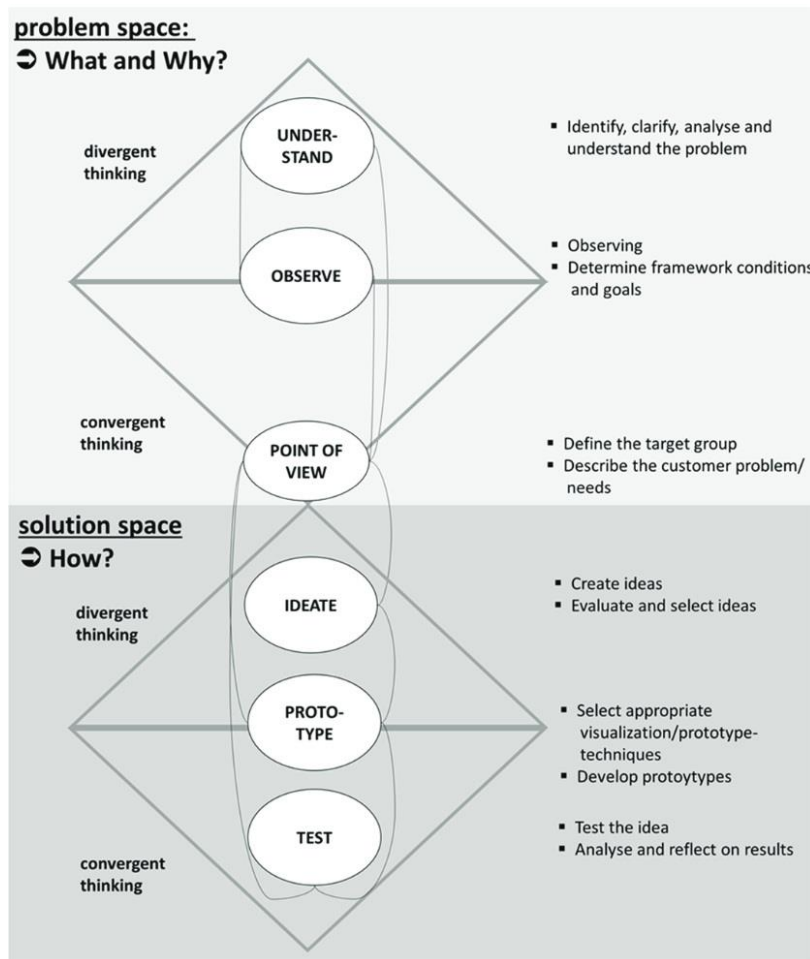 problem space:
➲ What and Why?
divergent
thinking
UNDER-
STAND
▪ Identify, clarify, analyse and
understand the problem
OBSERVE
▪ Observing
▪ Determine framework conditions
and goals
convergent
thinking
POINT OF
VIEW
▪ Define the target group
▪ Describe the customer problem/
needs
solution space
➲ How?
divergent
thinking
IDEATE
▪ Create ideas
▪ Evaluate and select ideas
PROTO-
TYPE
▪ Select appropriate
visualization/prototype-
techniques
▪ Develop protoytypes
convergent
thinking
TEST
▪ Test the idea
▪ Analyse and reflect on results